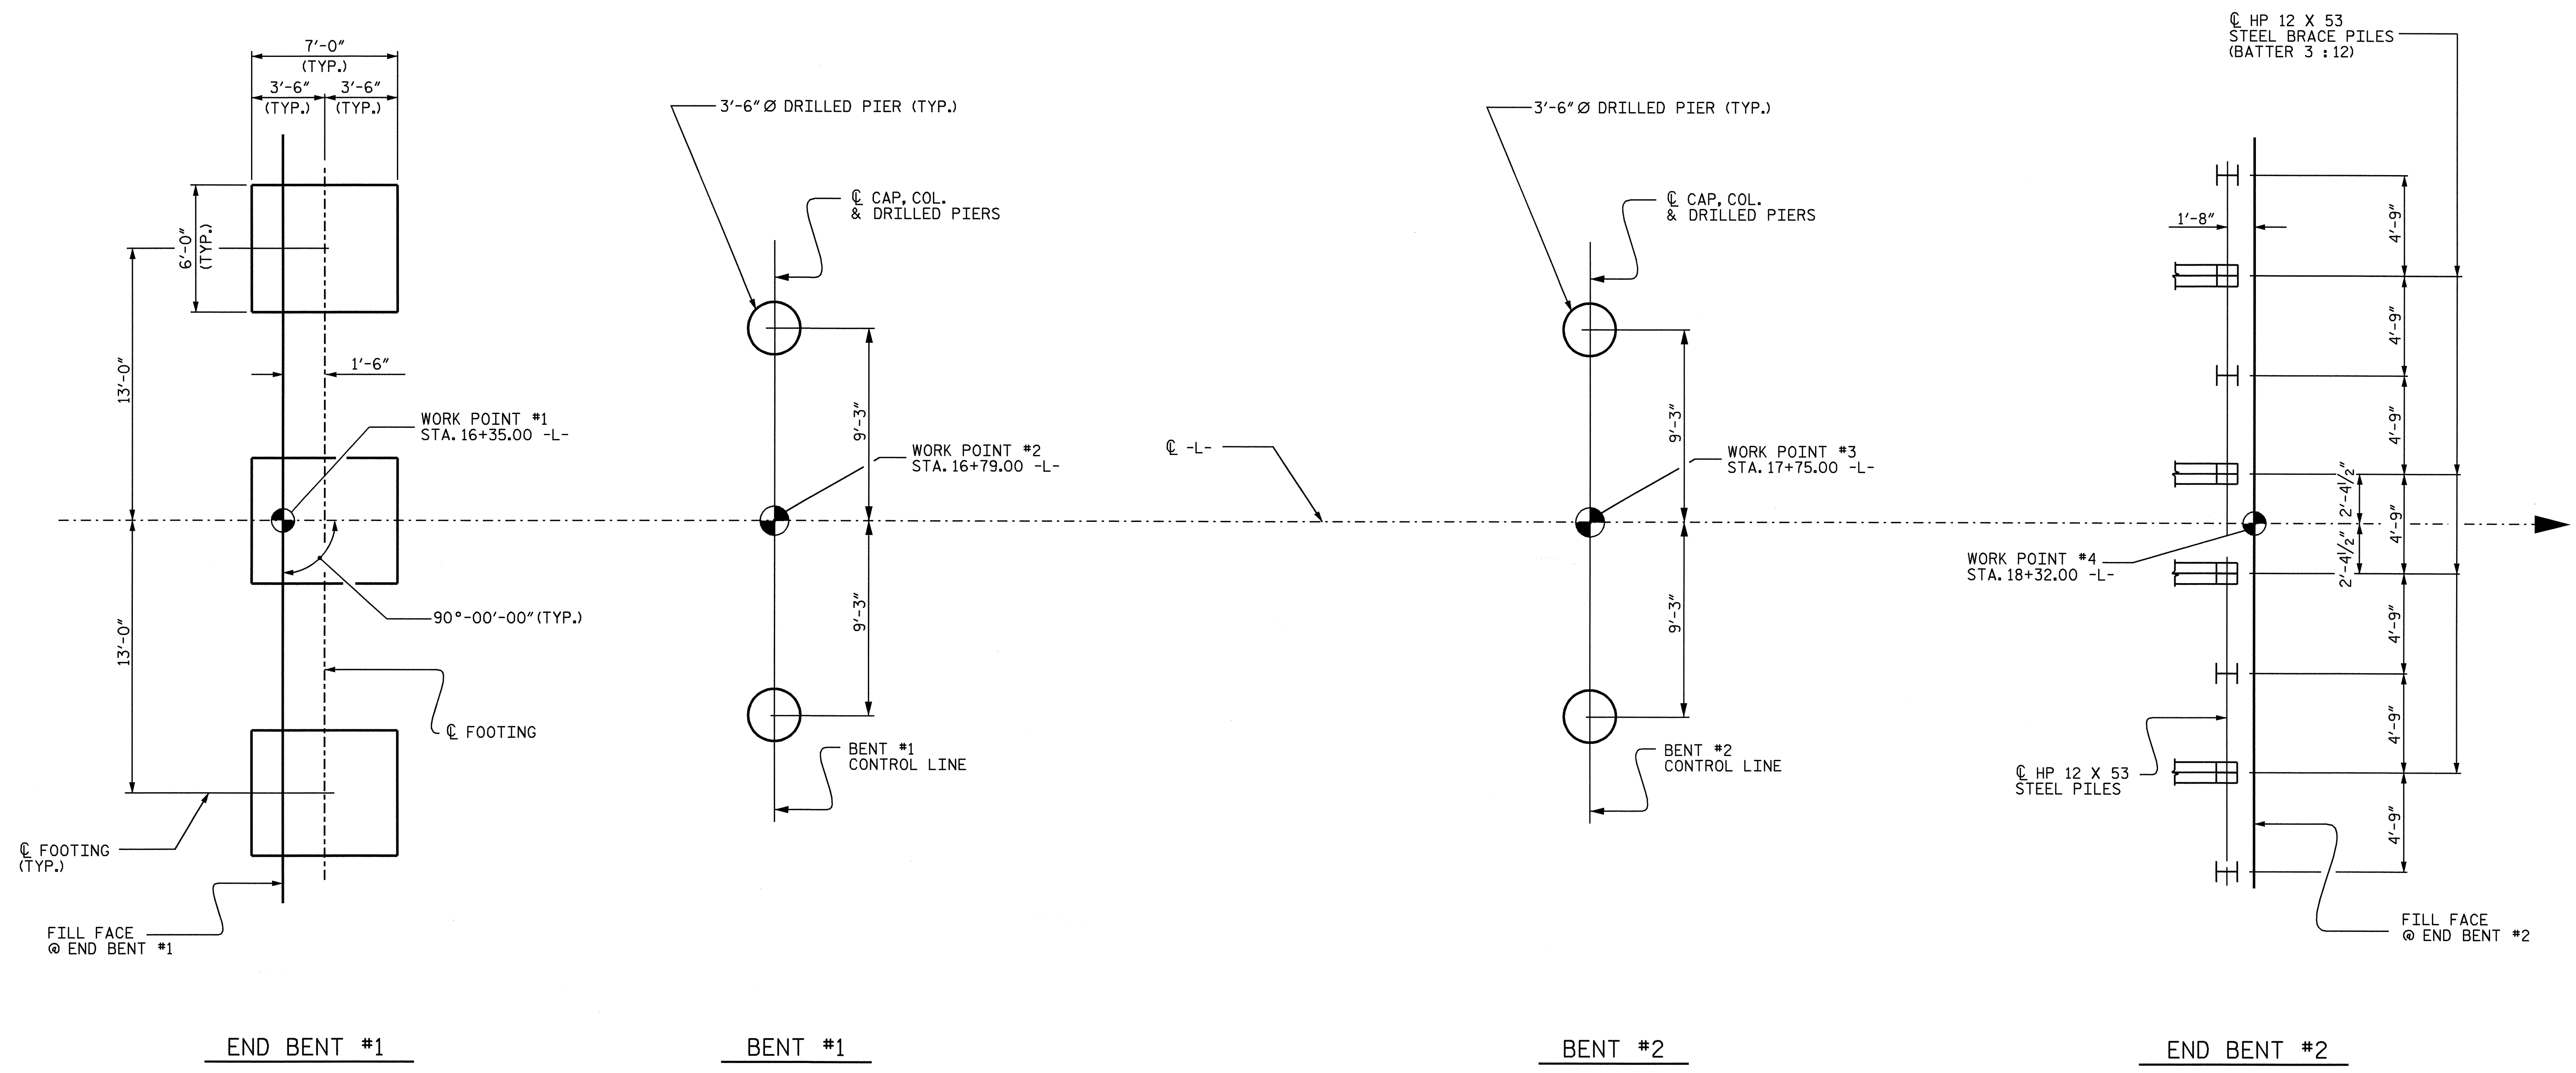 7'-0"
(TYP.)
3'-6"
(TYP.)
3'-6"
(TYP.)
6'-0"
(TYP.)
13'-0"
13'-0"
1'-6"
WORK POINT #1
STA. 16+35.00 -L-
90°-00'-00" (TYP.)
℄ FOOTING
℄ FOOTING
(TYP.)
FILL FACE
@ END BENT #1
END BENT #1
3'-6" Ø DRILLED PIER (TYP.)
℄ CAP, COL.
& DRILLED PIERS
9'-3"
WORK POINT #2
STA. 16+79.00 -L-
9'-3"
BENT #1
CONTROL LINE
BENT #1
℄ -L-
3'-6" Ø DRILLED PIER (TYP.)
℄ CAP, COL.
& DRILLED PIERS
9'-3"
WORK POINT #3
STA. 17+75.00 -L-
9'-3"
BENT #2
CONTROL LINE
BENT #2
℄ HP 12 X 53
STEEL BRACE PILES
(BATTER 3 : 12)
1'-8"
4'-9"
4'-9"
4'-9"
4'-9"
4'-9"
4'-9"
4'-9"
2'-4 1/2"
2'-4 1/2"
WORK POINT #4
STA. 18+32.00 -L-
℄ HP 12 X 53
STEEL PILES
FILL FACE
@ END BENT #2
END BENT #2